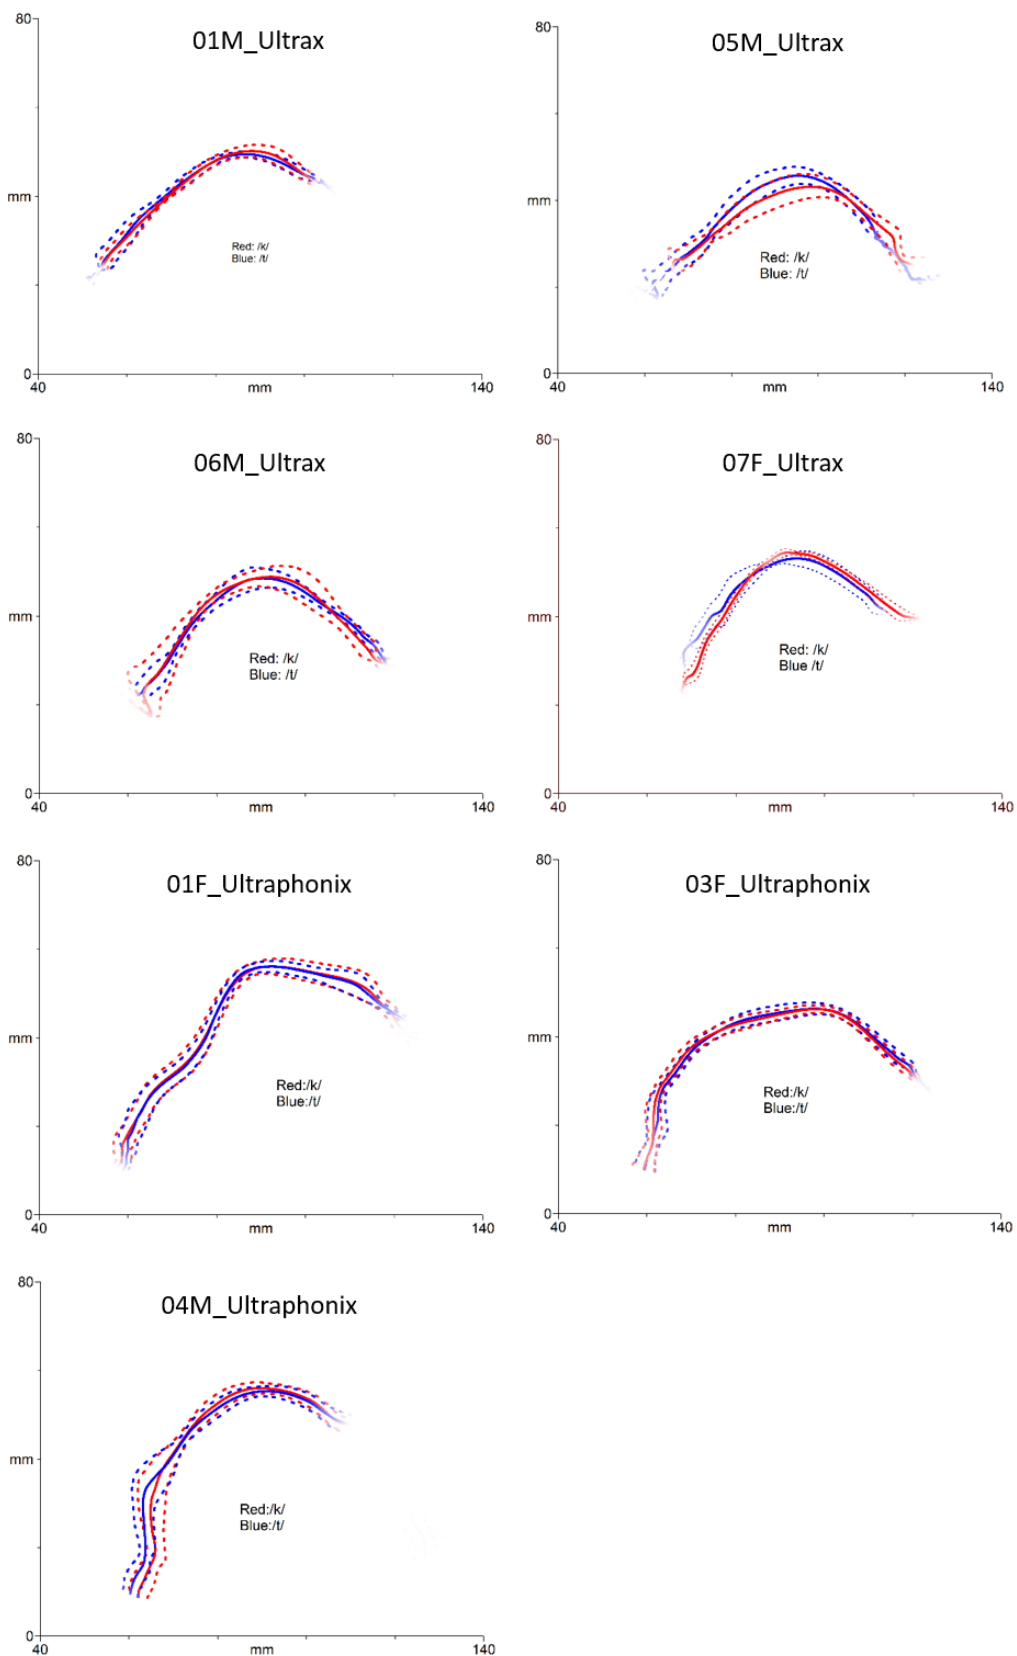 01M_Ultrax
80
mm
Red: /k/
Blue: /t/
0
40
mm
140
05M_Ultrax
80
mm
Red: /k/
Blue: /t/
0
40
mm
140
06M_Ultrax
80
mm
Red: /k/
Blue: /t/
0
40
mm
140
07F_Ultrax
80
mm
Red: /k/
Blue /t/
0
40
mm
140
01F_Ultraphonix
80
mm
Red:/k/
Blue:/t/
0
40
mm
140
03F_Ultraphonix
80
mm
Red:/k/
Blue:/t/
0
40
mm
140
04M_Ultraphonix
80
mm
Red:/k/
Blue:/t/
0
40
mm
140